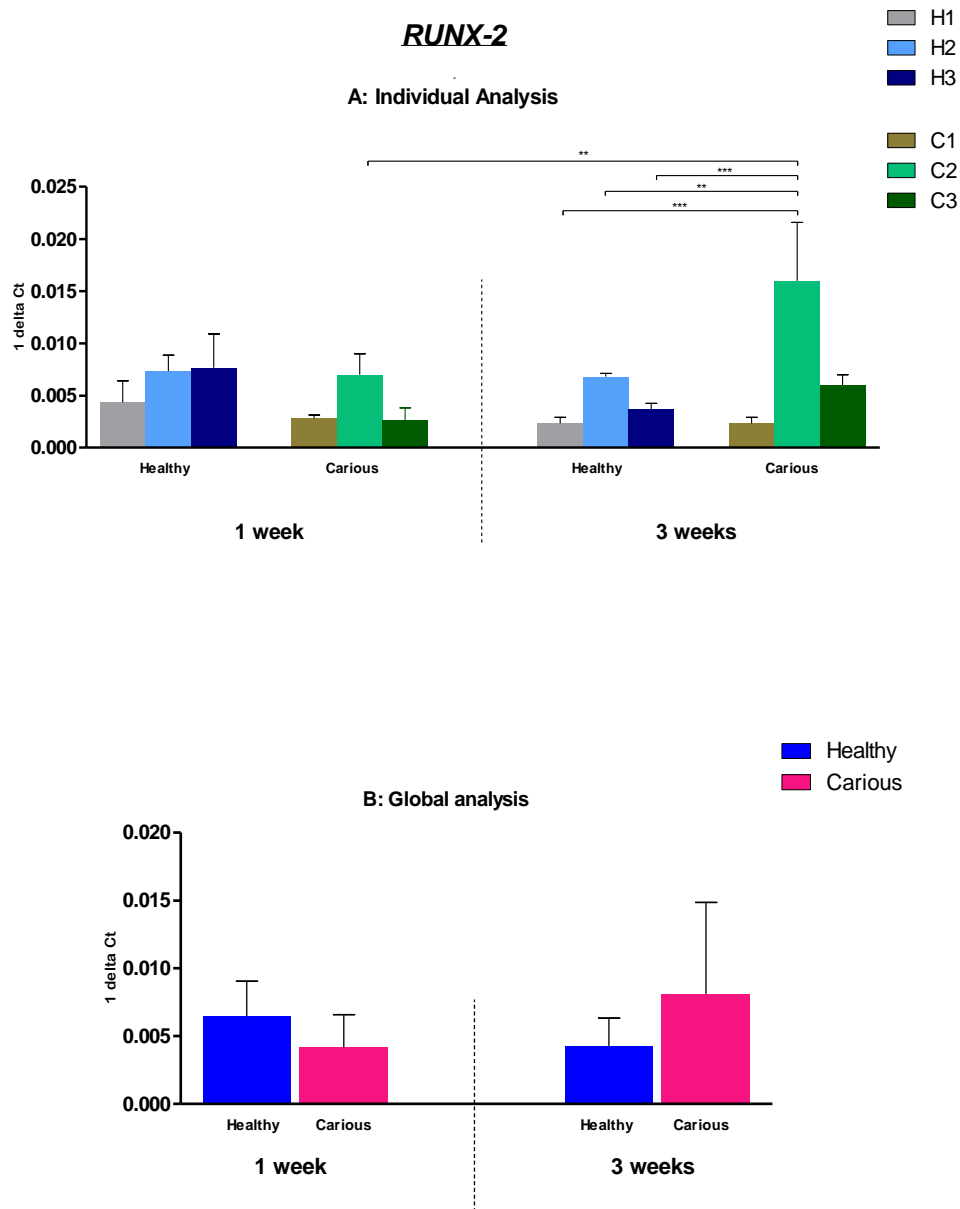 RUNX-2
A: Individual Analysis
H1
H2
H3
C1
C2
C3
**
***
**
***
1 delta Ct
0.025
0.020
0.015
0.010
0.005
0.000
Healthy
Carious
Healthy
Carious
1 week
3 weeks
Healthy
Carious
B: Global analysis
1 delta Ct
0.020
0.015
0.010
0.005
0.000
Healthy
Carious
Healthy
Carious
1 week
3 weeks